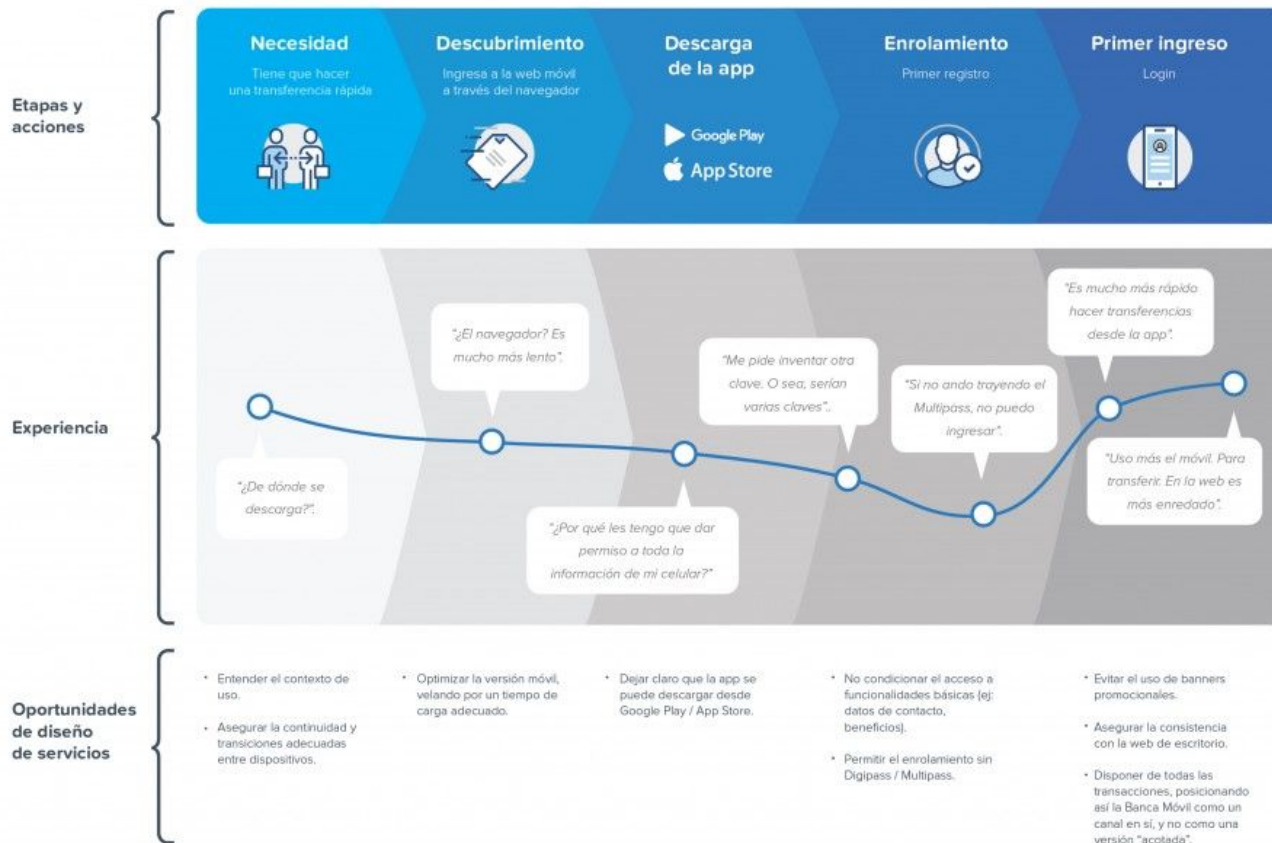 Etapas y
acciones
Necesidad
Tiene que hacer
una transferencia rápida
Descubrimiento
Ingresa a la web móvil
a través del navegador
Descarga
de la app
Google Play
App Store
Enrolamiento
Primer registro
Primer ingreso
Login
Experiencia
"¿De dónde se
descarga?".
"¿El navegador? Es
mucho más lento".
"¿Por qué les tengo que dar
permiso a toda la
información de mi celular?"
"Me pide inventar otra
clave. O sea, serían
varias claves"..
"Si no ando trayendo el
Multipass, no puedo
ingresar".
"Es mucho más rápido
hacer transferencias
desde la app".
"Uso más el móvil. Para
transferir. En la web es
más enredado".
Oportunidades
de diseño
de servicios
• Entender el contexto de
uso.
• Asegurar la continuidad y
transiciones adecuadas
entre dispositivos.
• Optimizar la versión móvil,
velando por un tiempo de
carga adecuado.
• Dejar claro que la app se
puede descargar desde
Google Play / App Store.
• No condicionar el acceso a
funcionalidades básicas (ej:
datos de contacto,
beneficios).
• Permitir el enrolamiento sin
Digipass / Multipass.
• Evitar el uso de banners
promocionales.
• Asegurar la consistencia
con la web de escritorio.
• Disponer de todas las
transacciones, posicionando
así la Banca Móvil como un
canal en sí, y no como una
versión "acotada".